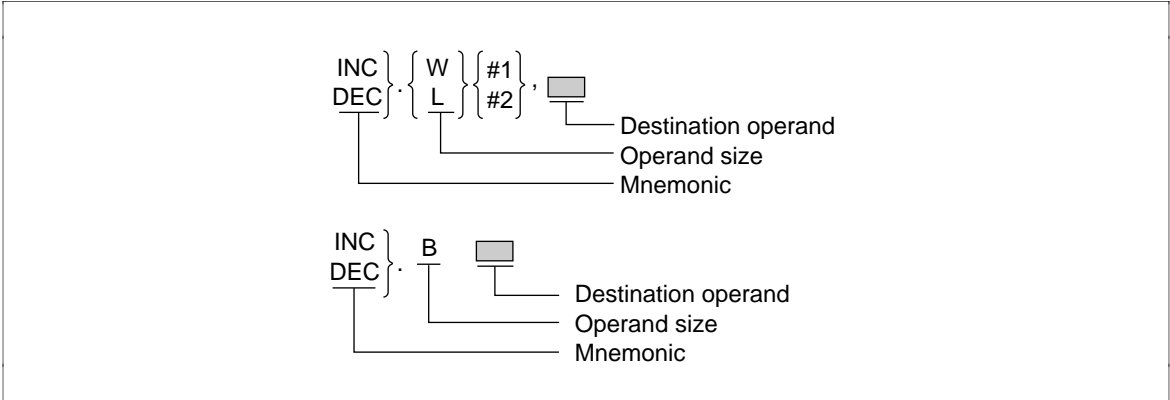 INC
DEC
.
W
L
#1
#2
,
Destination operand
Operand size
Mnemonic
INC
DEC
.
B
Destination operand
Operand size
Mnemonic